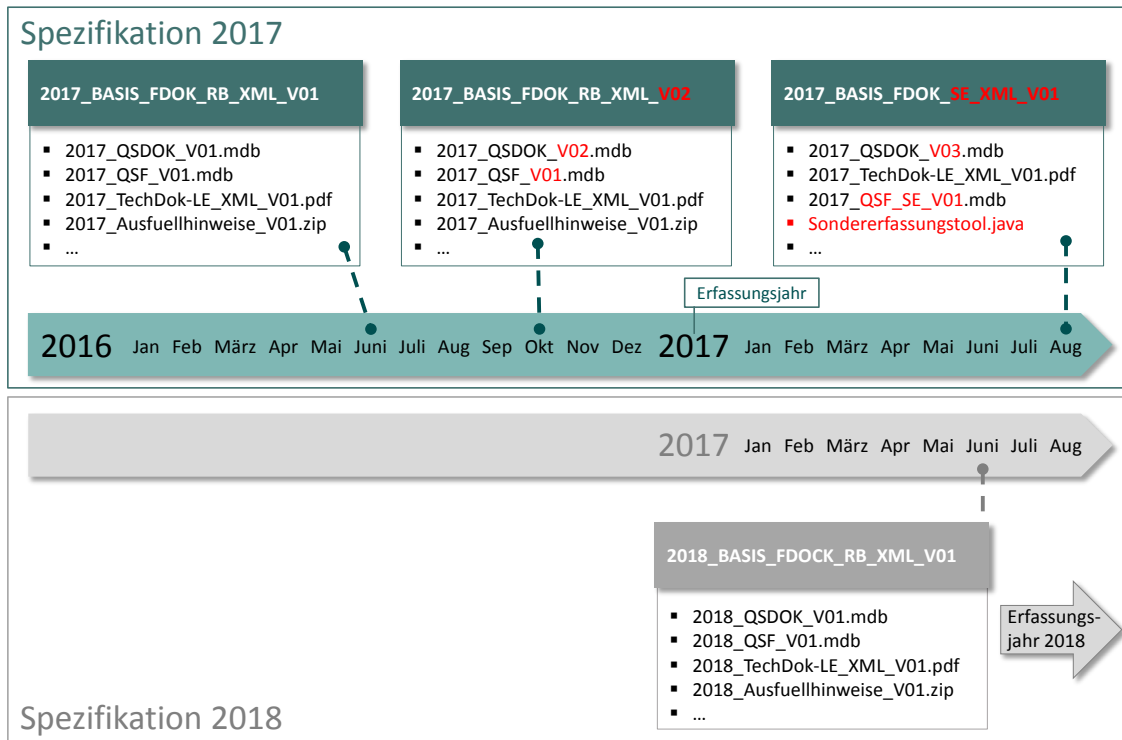 Spezifikation 2017
2017_BASIS_FDOK_RB_XML_V01
▪ 2017_QSDOK_V01.mdb
▪ 2017_QSF_V01.mdb
▪ 2017_TechDok-LE_XML_V01.pdf
▪ 2017_Ausfuellhinweise_V01.zip
▪ ...
2017_BASIS_FDOK_RB_XML_V02
▪ 2017_QSDOK_V02.mdb
▪ 2017_QSF_V01.mdb
▪ 2017_TechDok-LE_XML_V01.pdf
▪ 2017_Ausfuellhinweise_V01.zip
▪ ...
2017_BASIS_FDOK_SE_XML_V01
▪ 2017_QSDOK_V03.mdb
▪ 2017_TechDok-LE_XML_V01.pdf
▪ 2017_QSF_SE_V01.mdb
▪ Sondererfassungstool.java
▪ ...
Erfassungsjahr
2016 Jan Feb März Apr Mai Juni Juli Aug Sep Okt Nov Dez 2017 Jan Feb März Apr Mai Juni Juli Aug
2017 Jan Feb März Apr Mai Juni Juli Aug
2018_BASIS_FDOCK_RB_XML_V01
▪ 2018_QSDOK_V01.mdb
▪ 2018_QSF_V01.mdb
▪ 2018_TechDok-LE_XML_V01.pdf
▪ 2018_Ausfuellhinweise_V01.zip
▪ ...
Erfassungs-
jahr 2018
Spezifikation 2018